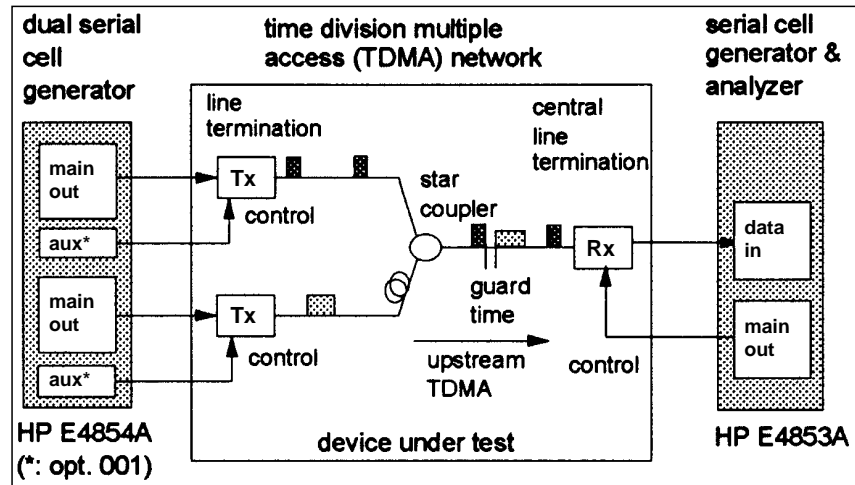 dual serial
cell
generator
time division multiple
access (TDMA) network
serial cell
generator &
analyzer
line
termination
central
line
termination
main
out
Tx
control
aux*
star
coupler
Rx
data
in
main
out
Tx
control
aux*
guard
time
upstream
TDMA
control
main
out
HP E4854A
(*: opt. 001)
device under test
HP E4853A